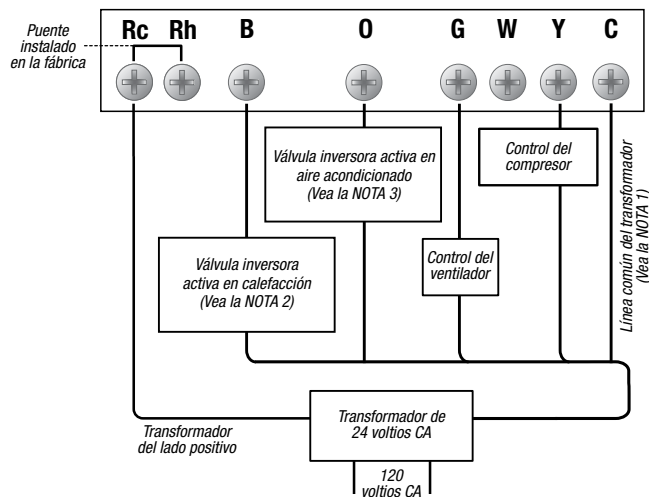 Puente
instalado
en la fábrica
Rc Rh B O G W Y C
Válvula inversora activa en
aire acondicionado
(Vea la NOTA 3)
Control del
compresor
Línea común del transformador
(Vea la NOTA 1)
Válvula inversora
activa en calefacción
(Vea la NOTA 2)
Control del
ventilador
Transformador
del lado positivo
Transformador de
24 voltios CA
120
voltios CA